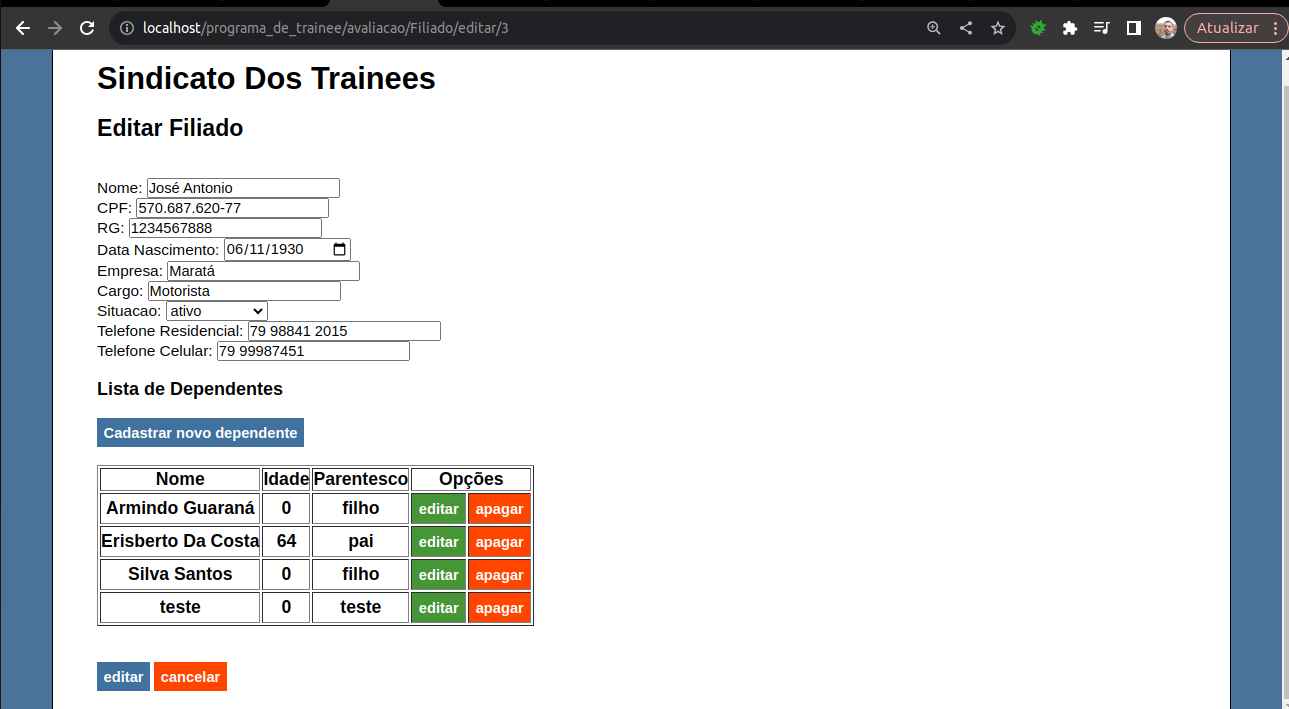 localhost/programa_de_trainee/avaliacao/Filiado/editar/3
Atualizar
Sindicato Dos Trainees
Editar Filiado
Nome: José Antonio
CPF: 570.687.620-77
RG: 1234567888
Data Nascimento: 06/11/1930
Empresa: Maratá
Cargo: Motorista
Situacao: ativo
Telefone Residencial: 79 98841 2015
Telefone Celular: 79 99987451
Lista de Dependentes
Cadastrar novo dependente
Nome Idade Parentesco Opções
Armindo Guaraná 0 filho editar apagar
Erisberto Da Costa 64 pai editar apagar
Silva Santos 0 filho editar apagar
teste 0 teste editar apagar
editar cancelar